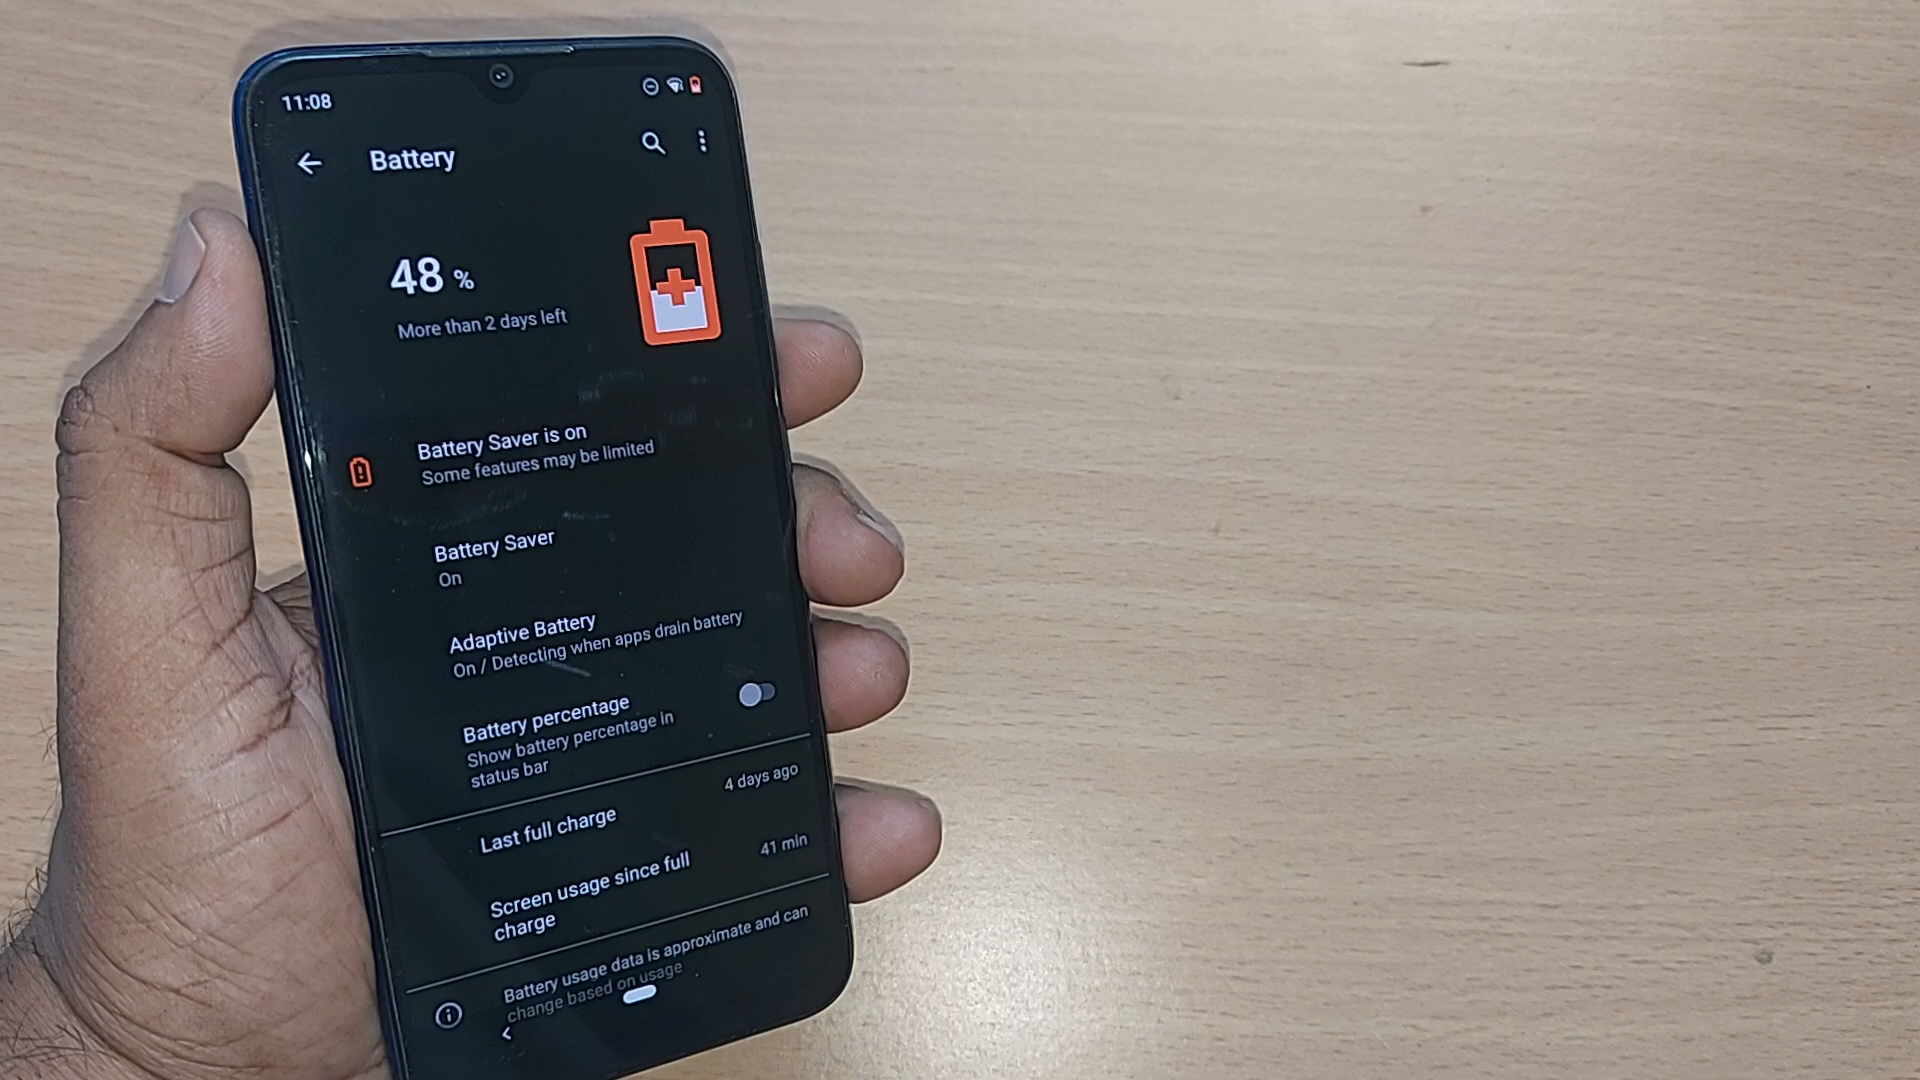 11:08
Battery
48 %
More than 2 days left
Battery Saver is on
Some features may be limited
Battery Saver
On
Adaptive Battery
On / Detecting when apps drain battery
Battery percentage
Show battery percentage in
status bar
Last full charge
4 days ago
Screen usage since full
charge
41 min
Battery usage data is approximate and can
change based on usage